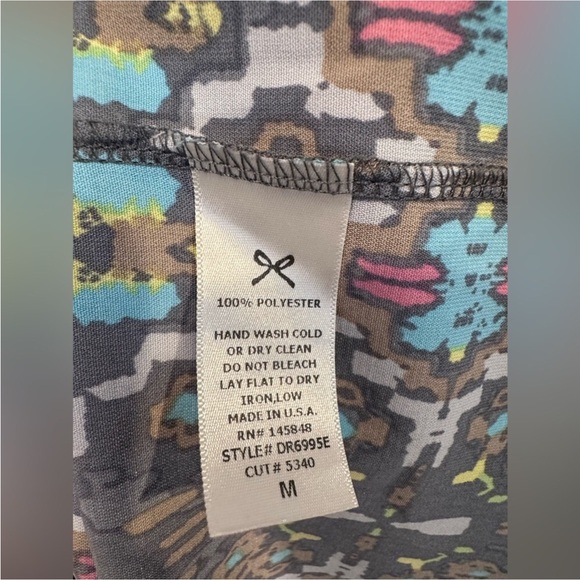 100% POLYESTER
HAND WASH COLD
OR DRY CLEAN
DO NOT BLEACH
LAY FLAT TO DRY
IRON,LOW
MADE IN U.S.A.
RN# 145848
STYLE# DR6995E
CUT# 5340
M